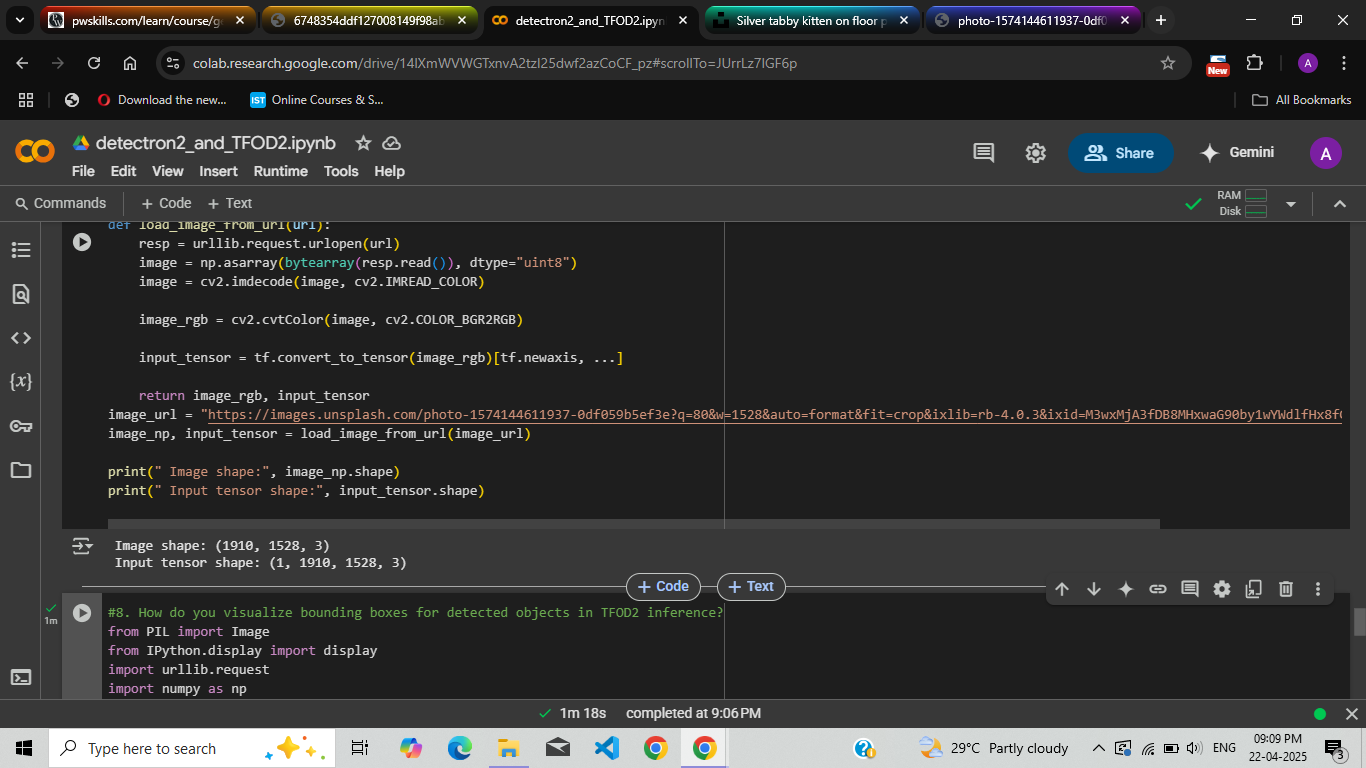 pwskills.com/learn/course/g
6748354ddf127008149f98ab
detectron2_and_TFOD2.ipyn
Silver tabby kitten on floor p
photo-1574144611937-0df0
colab.research.google.com/drive/14lXmWVWGTxnvA2tzl25dwf2azCoCF_pz#scrollTo=JUrrLz7IGF6p
New
A
Download the new...
IST
Online Courses & S...
All Bookmarks
detectron2_and_TFOD2.ipynb
File Edit View Insert Runtime Tools Help
Share
Gemini
A
Commands
+ Code
+ Text
RAM
Disk
def load_image_from_url(url):
resp = urllib.request.urlopen(url)
image = np.asarray(bytearray(resp.read()), dtype="uint8")
image = cv2.imdecode(image, cv2.IMREAD_COLOR)
image_rgb = cv2.cvtColor(image, cv2.COLOR_BGR2RGB)
input_tensor = tf.convert_to_tensor(image_rgb)[tf.newaxis, ...]
return image_rgb, input_tensor
image_url = "https://images.unsplash.com/photo-1574144611937-0df059b5ef3e?q=80&w=1528&auto=format&fit=crop&ixlib=rb-4.0.3&ixid=M3wxMjA3fDB8MHxwaG90by1wYWdlfHx8f
image_np, input_tensor = load_image_from_url(image_url)
print(" Image shape:", image_np.shape)
print(" Input tensor shape:", input_tensor.shape)
Image shape: (1910, 1528, 3)
Input tensor shape: (1, 1910, 1528, 3)
+ Code
+ Text
1m
#8. How do you visualize bounding boxes for detected objects in TFOD2 inference?
from PIL import Image
from IPython.display import display
import urllib.request
import numpy as np
1m 18s completed at 9:06 PM
Type here to search
29°C Partly cloudy
ENG
09:09 PM
22-04-2025
3